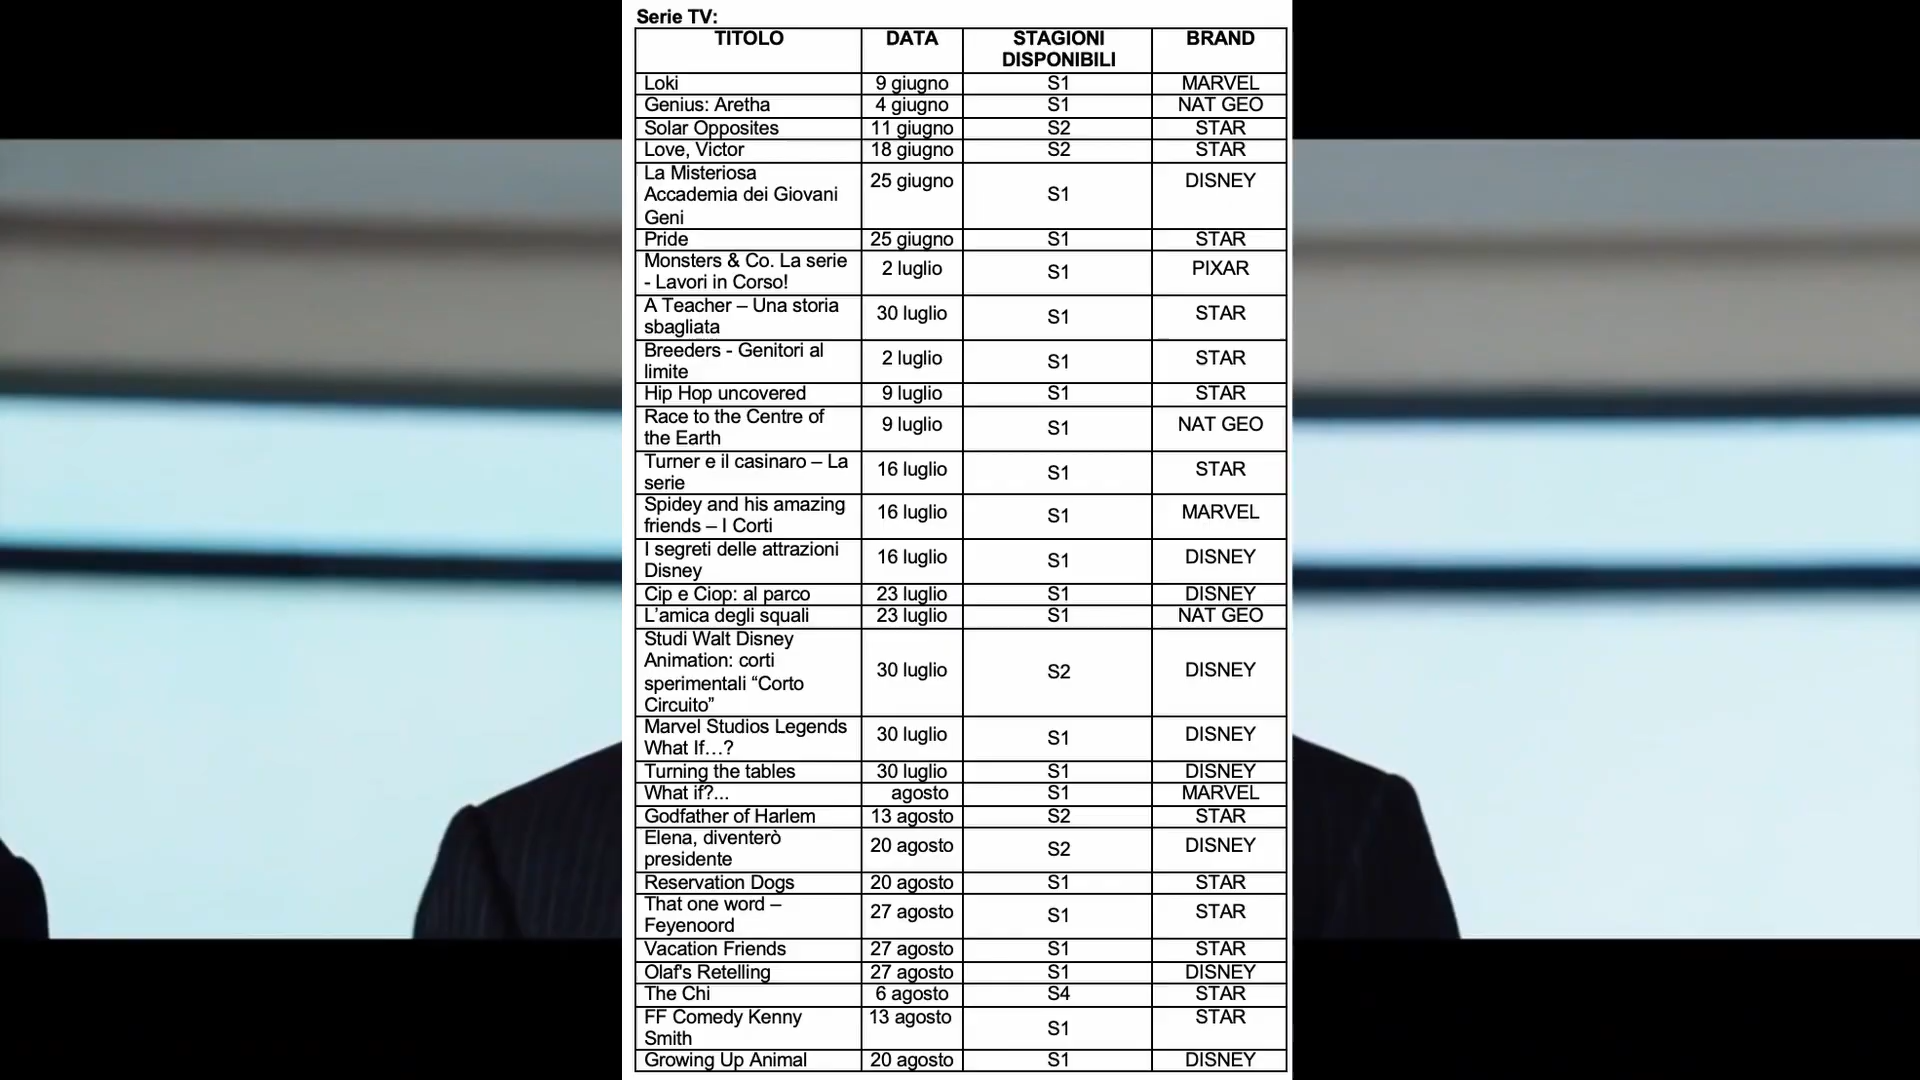 Serie TV:
TITOLO DATA STAGIONI DISPONIBILI BRAND
Loki 9 giugno S1 MARVEL
Genius: Aretha 4 giugno S1 NAT GEO
Solar Opposites 11 giugno S2 STAR
Love, Victor 18 giugno S2 STAR
La Misteriosa Accademia dei Giovani Geni 25 giugno S1 DISNEY
Pride 25 giugno S1 STAR
Monsters & Co. La serie - Lavori in Corso! 2 luglio S1 PIXAR
A Teacher – Una storia sbagliata 30 luglio S1 STAR
Breeders - Genitori al limite 2 luglio S1 STAR
Hip Hop uncovered 9 luglio S1 STAR
Race to the Centre of the Earth 9 luglio S1 NAT GEO
Turner e il casinaro – La serie 16 luglio S1 STAR
Spidey and his amazing friends – I Corti 16 luglio S1 MARVEL
I segreti delle attrazioni Disney 16 luglio S1 DISNEY
Cip e Ciop: al parco 23 luglio S1 DISNEY
L'amica degli squali 23 luglio S1 NAT GEO
Studi Walt Disney Animation: corti sperimentali “Corto Circuito” 30 luglio S2 DISNEY
Marvel Studios Legends What If…? 30 luglio S1 DISNEY
Turning the tables 30 luglio S1 DISNEY
What if?... agosto S1 MARVEL
Godfather of Harlem 13 agosto S2 STAR
Elena, diventerò presidente 20 agosto S2 DISNEY
Reservation Dogs 20 agosto S1 STAR
That one word – Feyenoord 27 agosto S1 STAR
Vacation Friends 27 agosto S1 STAR
Olaf's Retelling 27 agosto S1 DISNEY
The Chi 6 agosto S4 STAR
FF Comedy Kenny Smith 13 agosto S1 STAR
Growing Up Animal 20 agosto S1 DISNEY